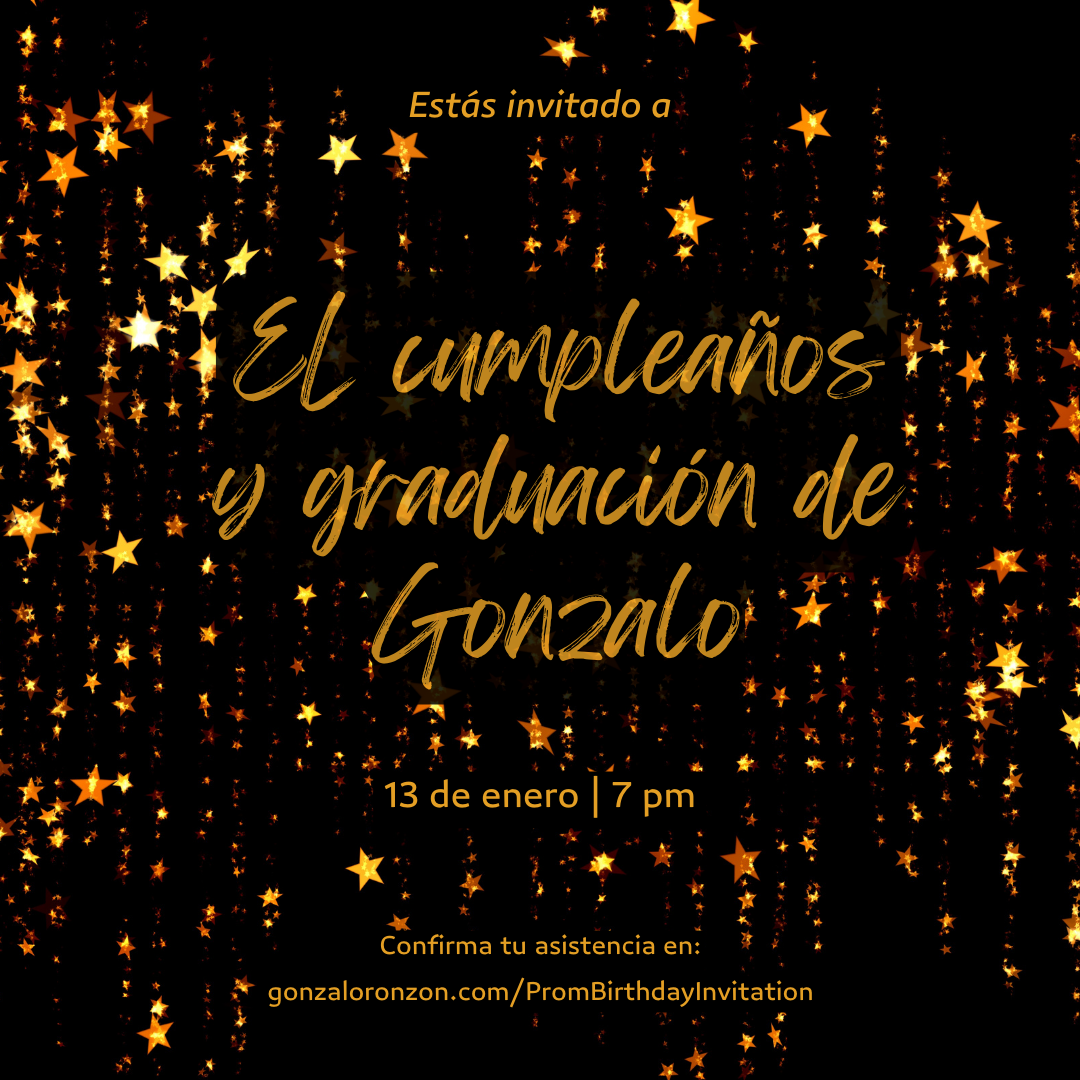 Estás invitado a
El cumpleaños
y graduación de
Gonzalo
13 de enero | 7 pm
Confirma tu asistencia en:
gonzaloronzon.com/PromBirthdayInvitation